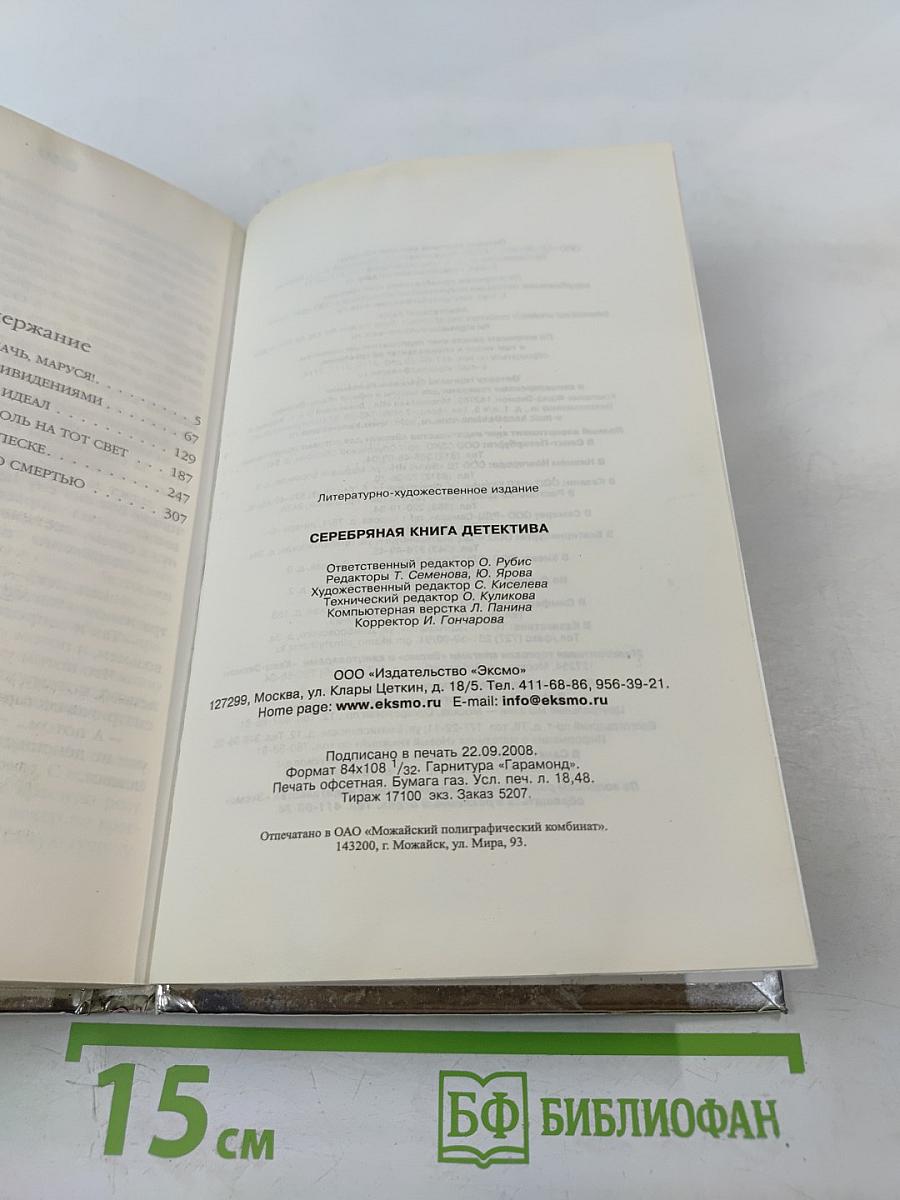 держание
АЧЬ, МАРУСЯ!. . . . . . . . . . 5
ИВИДЕНИЯМИ . . . . . . . . . 67
ИДЕАЛ . . . . . . . . . . . . . 129
ОЛЬ НА ТОТ СВЕТ . . . . . . 187
ПЕСКЕ. . . . . . . . . . . . . . 247
О СМЕРТЬЮ . . . . . . . . . . 307
Литературно-художественное издание
СЕРЕБРЯНАЯ КНИГА ДЕТЕКТИВА
Ответственный редактор О. Рубис
Редакторы Т. Семенова, Ю. Ярова
Художественный редактор С. Киселева
Технический редактор О. Куликова
Компьютерная верстка Л. Панина
Корректор И. Гончарова
ООО «Издательство «Эксмо»
127299, Москва, ул. Клары Цеткин, д. 18/5. Тел. 411-68-86, 956-39-21.
Home page: www.eksmo.ru E-mail: info@eksmo.ru
Подписано в печать 22.09.2008.
Формат 84x108 1/32. Гарнитура «Гарамонд».
Печать офсетная. Бумага газ. Усл. печ. л. 18,48.
Тираж 17100 экз. Заказ 5207.
Отпечатано в ОАО «Можайский полиграфический комбинат».
143200, г. Можайск, ул. Мира, 93.
15 см
БФ БИБЛИОФАН